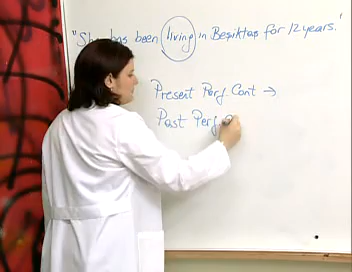 "She has been living in Beşiktaş for 12 years."
Present Perf. Cont →
Past Perf